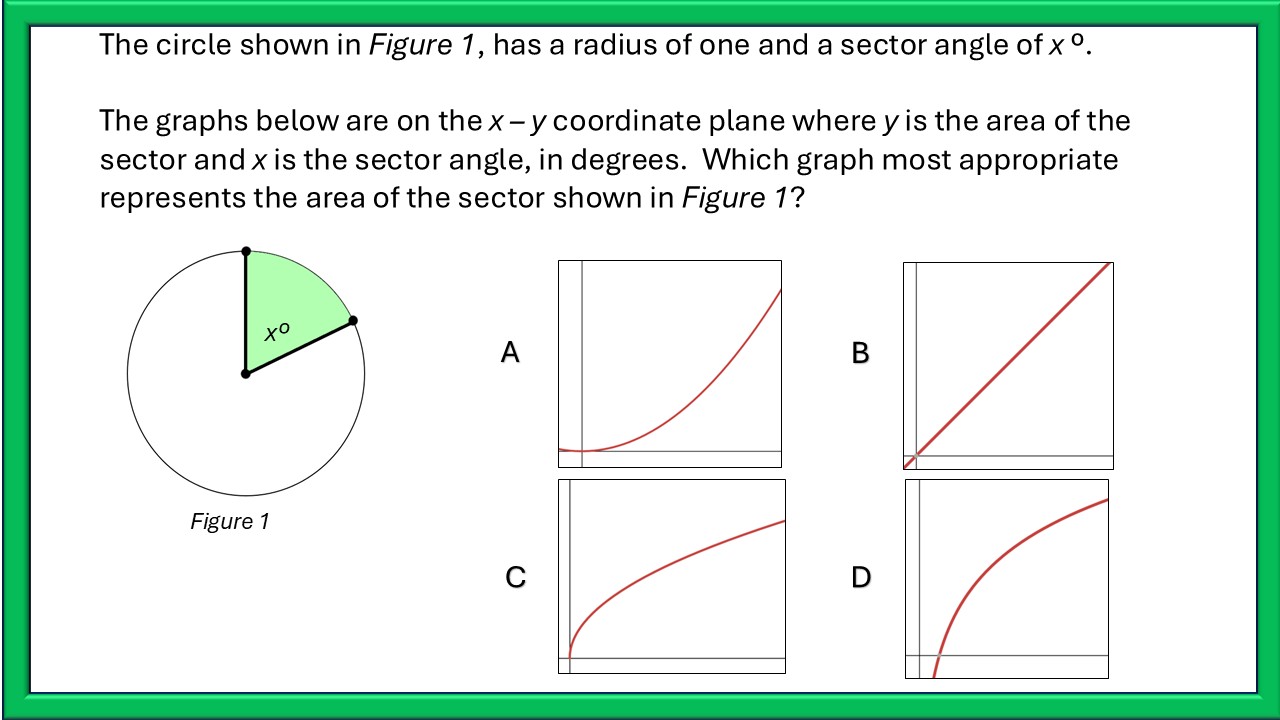 The circle shown in Figure 1, has a radius of one and a sector angle of x º.
The graphs below are on the x – y coordinate plane where y is the area of the
sector and x is the sector angle, in degrees.  Which graph most appropriate
represents the area of the sector shown in Figure 1?
xº
Figure 1
A
B
C
D